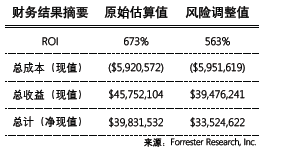 财务结果摘要 原始估算值 风险调整值
ROI 673% 563%
总成本（现值） ($5,920,572) ($5,951,619)
总收益（现值） $45,752,104 $39,476,241
总计（净现值） $39,831,532 $33,524,622
来源：Forrester Research, Inc.